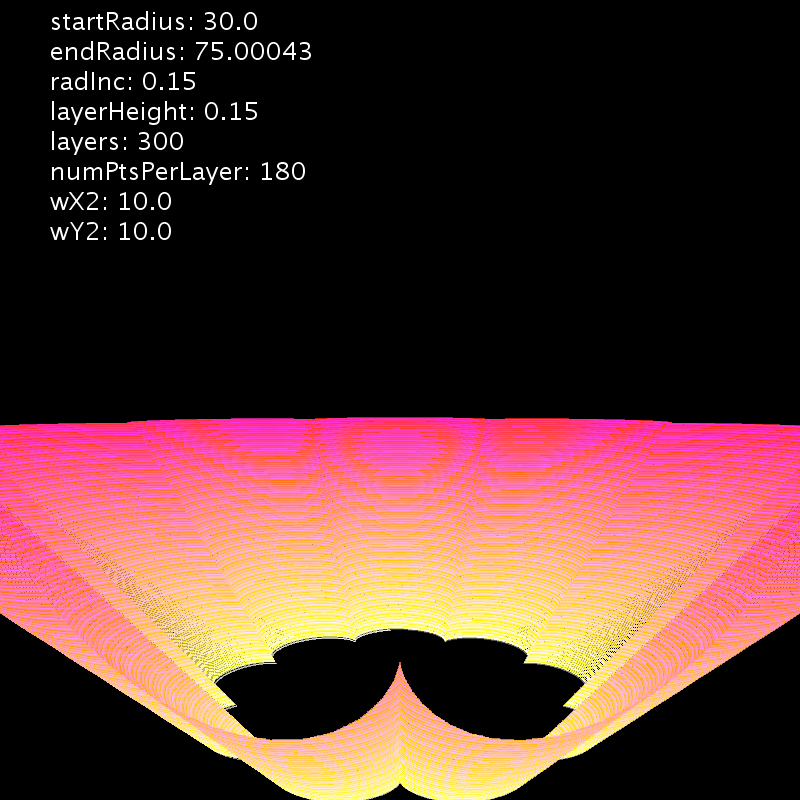 startRadius: 30.0
endRadius: 75.00043
radInc: 0.15
layerHeight: 0.15
layers: 300
numPtsPerLayer: 180
wX2: 10.0
wY2: 10.0